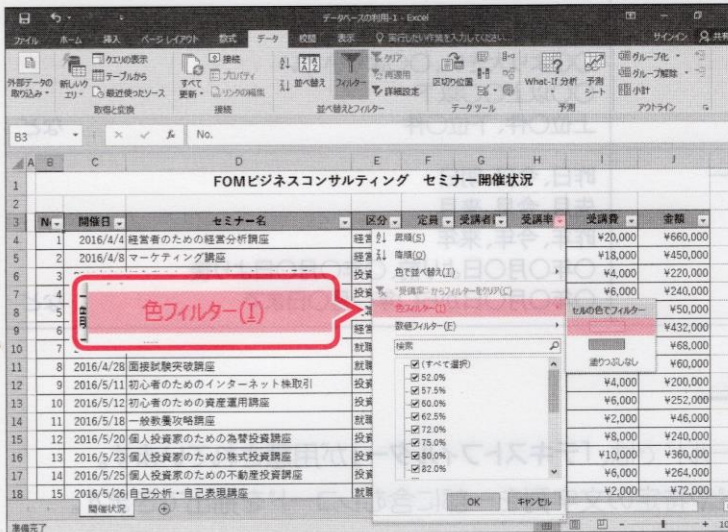 データベースの利用-1 - Excel
ファイル ホーム 挿入 ページレイアウト 数式 データ 校閲 表示 実行したい作業を入力してください サインイン 共有
クエリの表示 接続 クリア グループ化
テーブルから プロパティ 再適用 グループ解除
外部データの取り込み 新しいクエリ 最近使ったソース すべて更新 リンクの編集 並べ替え フィルター 詳細設定 区切り位置 What-If 分析 予測シート 小計
取得と変換 接続 並べ替えとフィルター データツール 予測 アウトライン
B3 fx No.
A B C D E F G H I J
1 FOMビジネスコンサルティング セミナー開催状況
2
3 開催日 セミナー名 区分 定員 受講率 受講費 金額
4 1 2016/4/4 経営者のための経営分析講座 経営 昇順(S) ¥20,000 ¥660,000
5 2 2016/4/8 マーケティング講座 経営 降順(O) ¥18,000 ¥450,000
6 3 投資 色で並べ替え(T) ¥4,000 ¥220,000
7 4 "受講率" からフィルターをクリア(C) ¥6,000 ¥240,000
8 5 色フィルター(I) セルの色でフィルター ¥50,000
色フィルター(I)
9 6 経営 数値フィルター(F) ¥432,000
10 7 就職 検索 ¥68,000
11 8 2016/4/28 面接試験突破講座 就職 (すべて選択) 塗りつぶしなし ¥60,000
12 9 2016/5/11 初心者のためのインターネット株取引 投資 52.0% ¥4,000 ¥200,000
57.5%
13 10 2016/5/12 初心者のための資産運用講座 投資 60.0% ¥6,000 ¥252,000
14 11 2016/5/18 一般教養攻略講座 就職 62.5% ¥2,000 ¥46,000
72.0%
15 12 2016/5/20 個人投資家のための為替投資講座 投資 75.0% ¥8,000 ¥240,000
16 13 2016/5/23 個人投資家のための株式投資講座 投資 80.0% ¥10,000 ¥360,000
17 14 2016/5/25 個人投資家のための不動産投資講座 投資 82.0% ¥6,000 ¥264,000
18 15 2016/5/26 自己分析・自己表現講座 就職 ¥2,000 ¥72,000
OK キャンセル
開催状況
準備完了